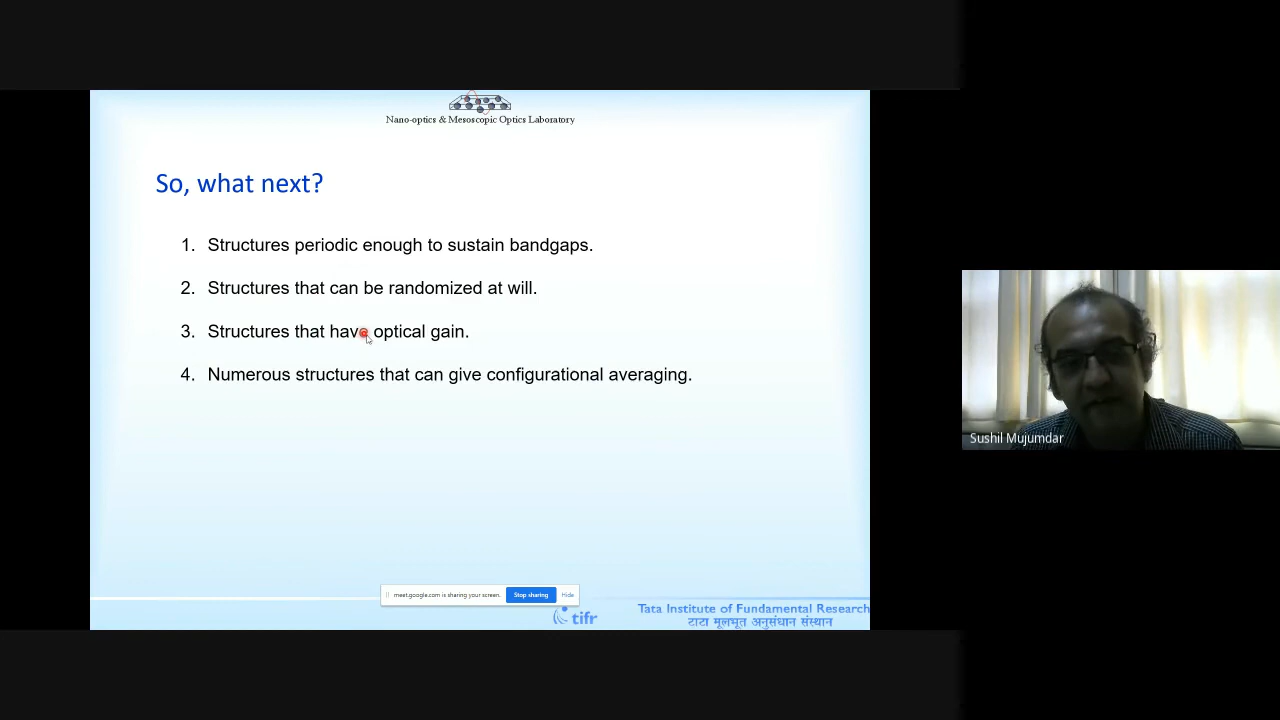 Nano-optics & Mesoscopic Optics Laboratory
So, what next?
1. Structures periodic enough to sustain bandgaps.
2. Structures that can be randomized at will.
3. Structures that have optical gain.
4. Numerous structures that can give configurational averaging.
Sushil Mujumdar
meet.google.com is sharing your screen. Stop sharing Hide
tifr
Tata Institute of Fundamental Research
टाटा मूलभूत अनुसंधान संस्थान